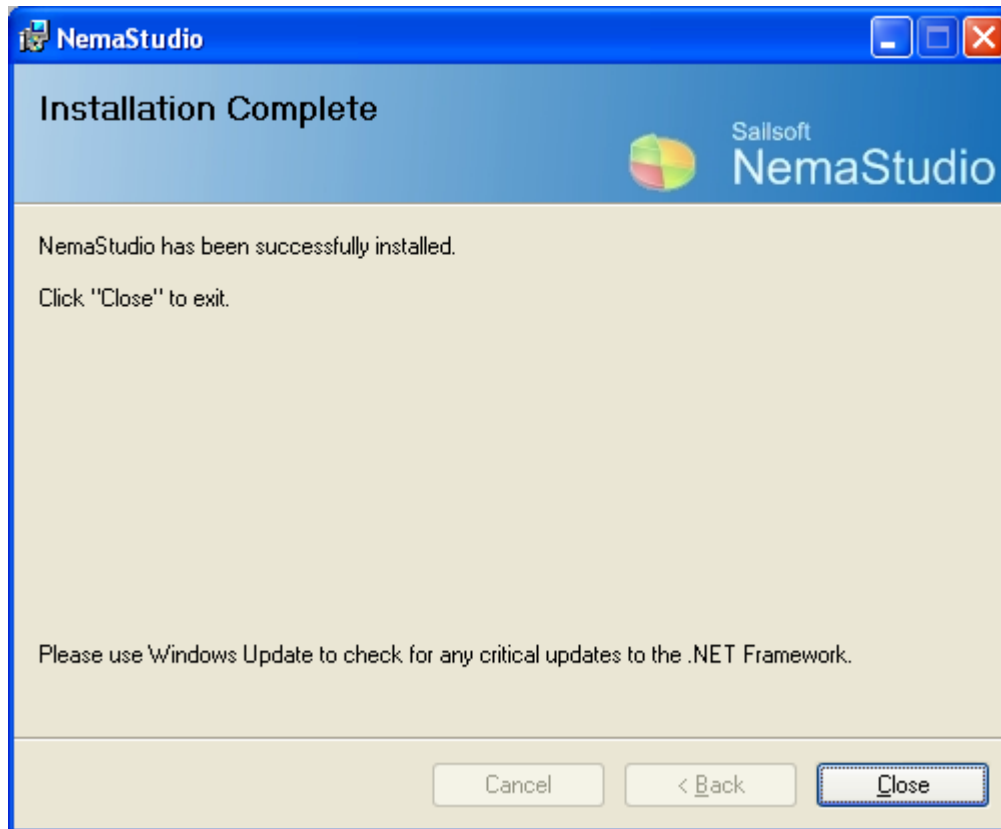 NemaStudio
Installation Complete
Sailsoft
NemaStudio
NemaStudio has been successfully installed.
Click "Close" to exit.
Please use Windows Update to check for any critical updates to the .NET Framework.
Cancel
< Back
Close